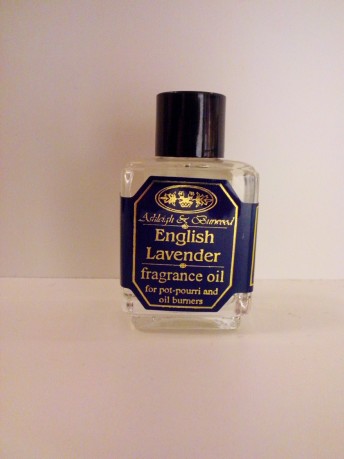 Ashleigh & Burwood
English
Lavender
fragrance oil
for pot-pourri and
oil burners